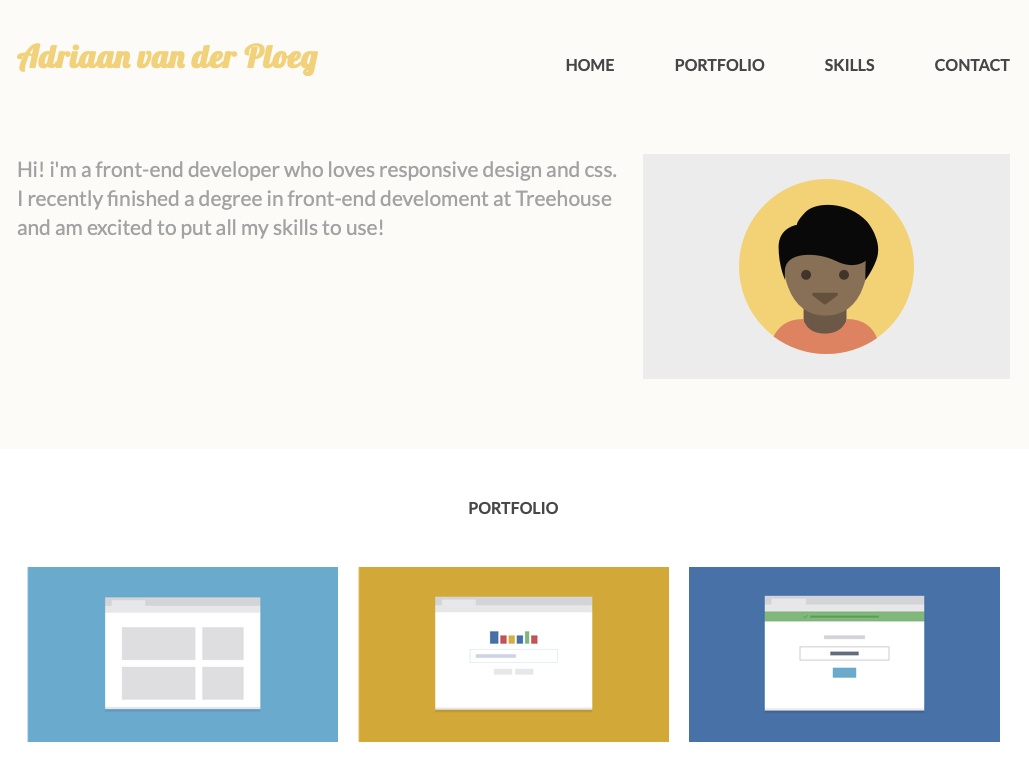 Adriaan van der Ploeg
HOME PORTFOLIO SKILLS CONTACT
Hi! i'm a front-end developer who loves responsive design and css.
I recently finished a degree in front-end develoment at Treehouse
and am excited to put all my skills to use!
PORTFOLIO